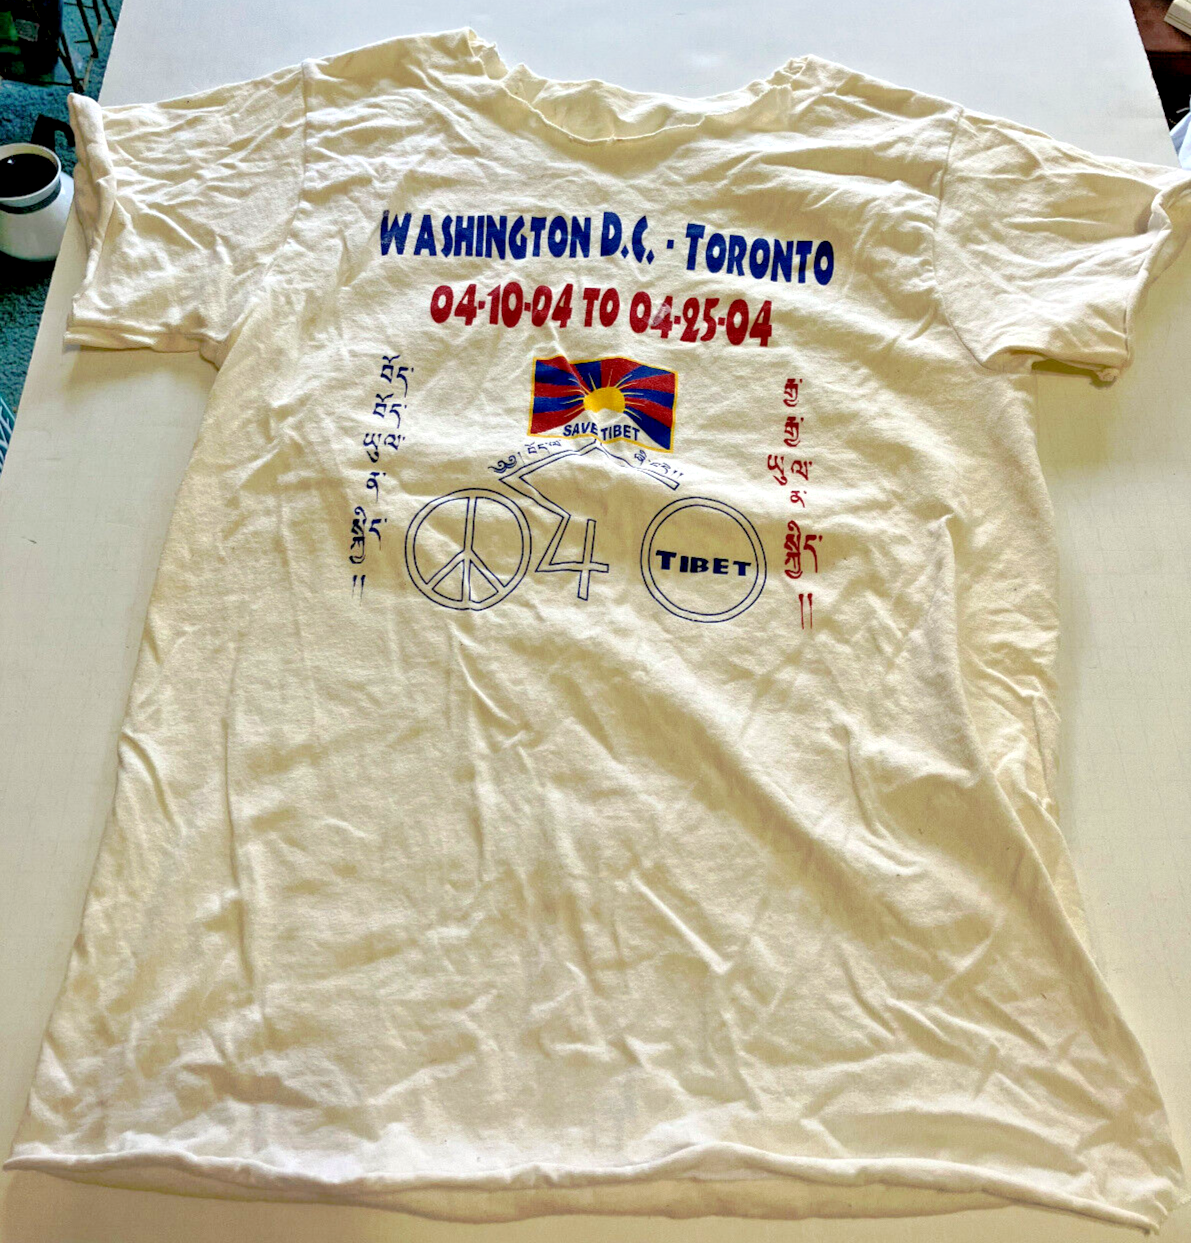 WASHINGTON D.C. · TORONTO
04-10-04 TO 04-25-04
SAVE TIBET
༄༅། བོད་ལ་
བོད་བོད་ཡུལ་ན་སྐྱིད།།
4
TIBET
རྒྱ་རྒྱ་ཡུལ་ན་སྐྱིད།།